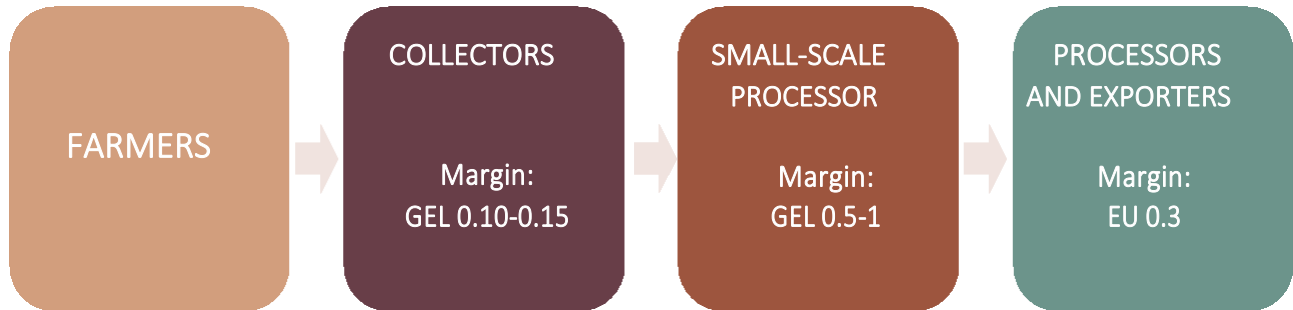 FARMERS
COLLECTORS
Margin:
GEL 0.10-0.15
SMALL-SCALE
PROCESSOR
Margin:
GEL 0.5-1
PROCESSORS
AND EXPORTERS
Margin:
EU 0.3